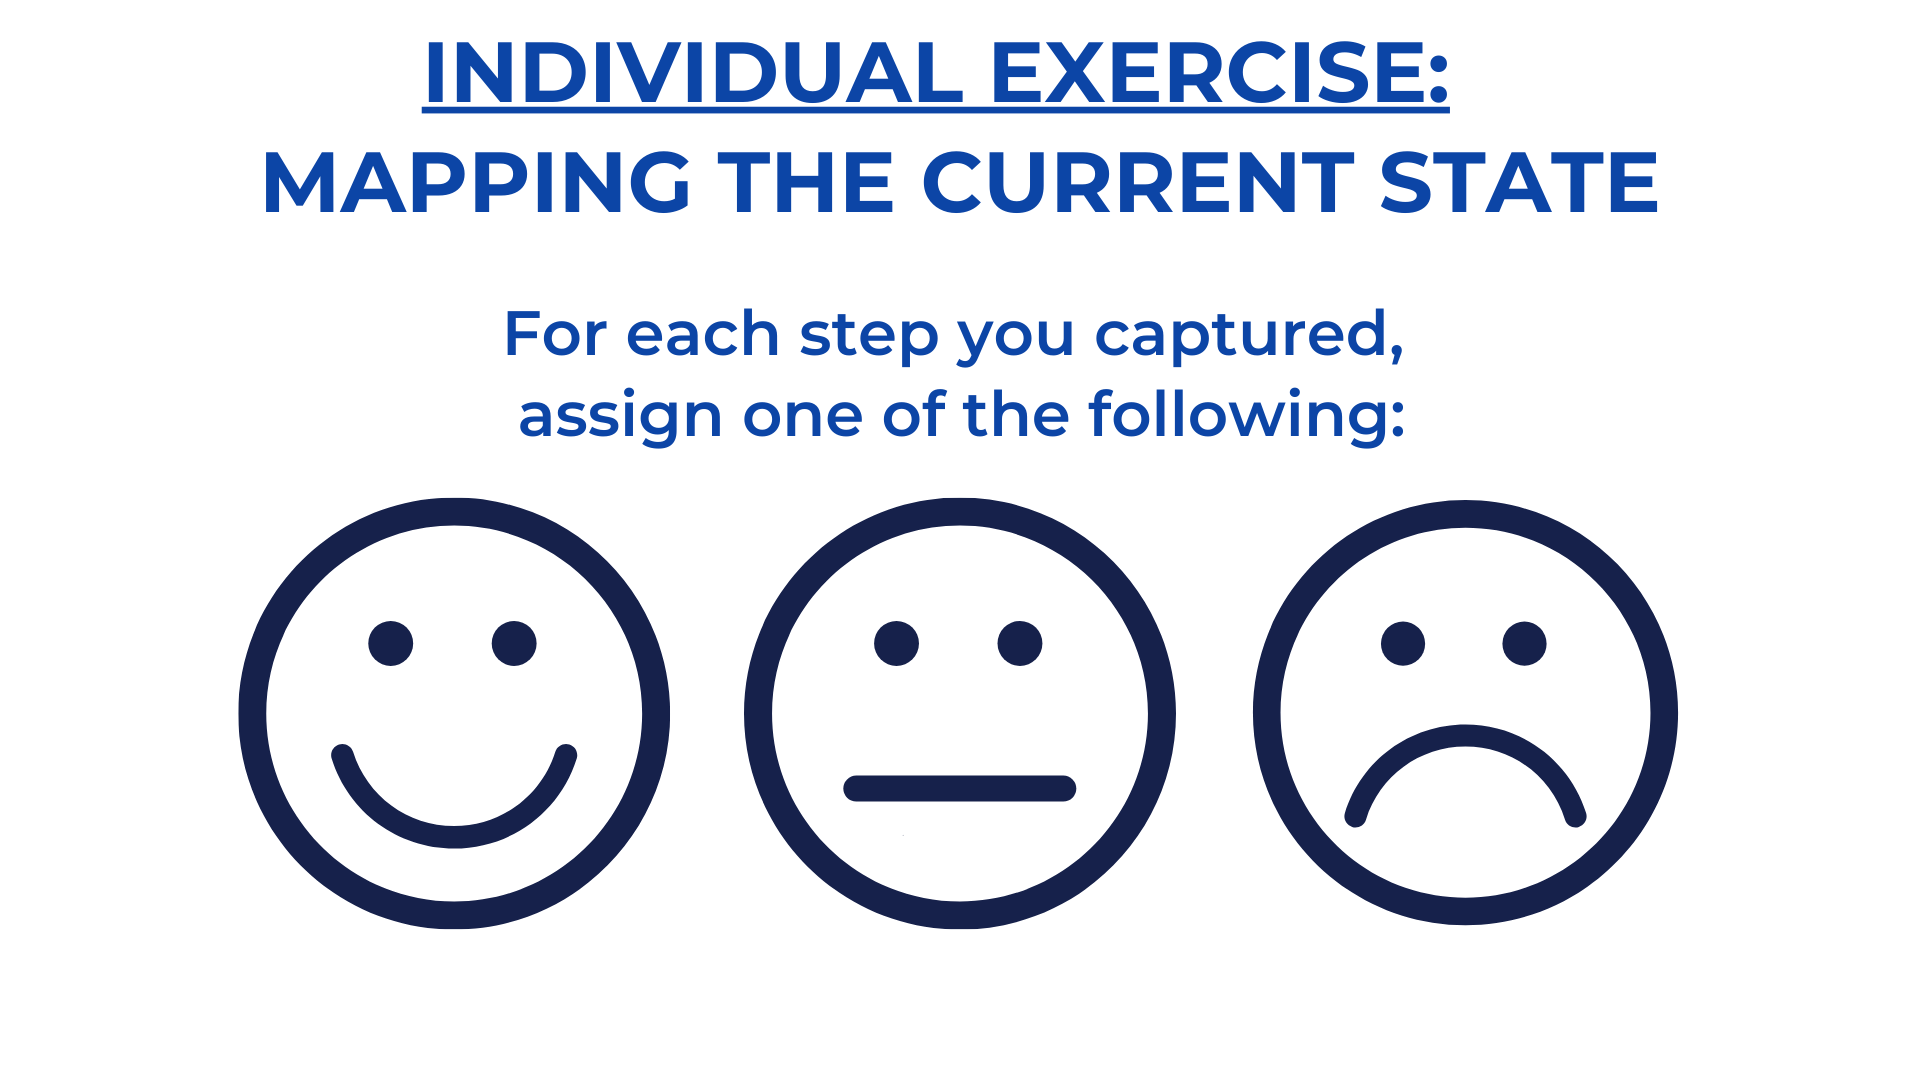 INDIVIDUAL EXERCISE:
MAPPING THE CURRENT STATE
For each step you captured,
assign one of the following: